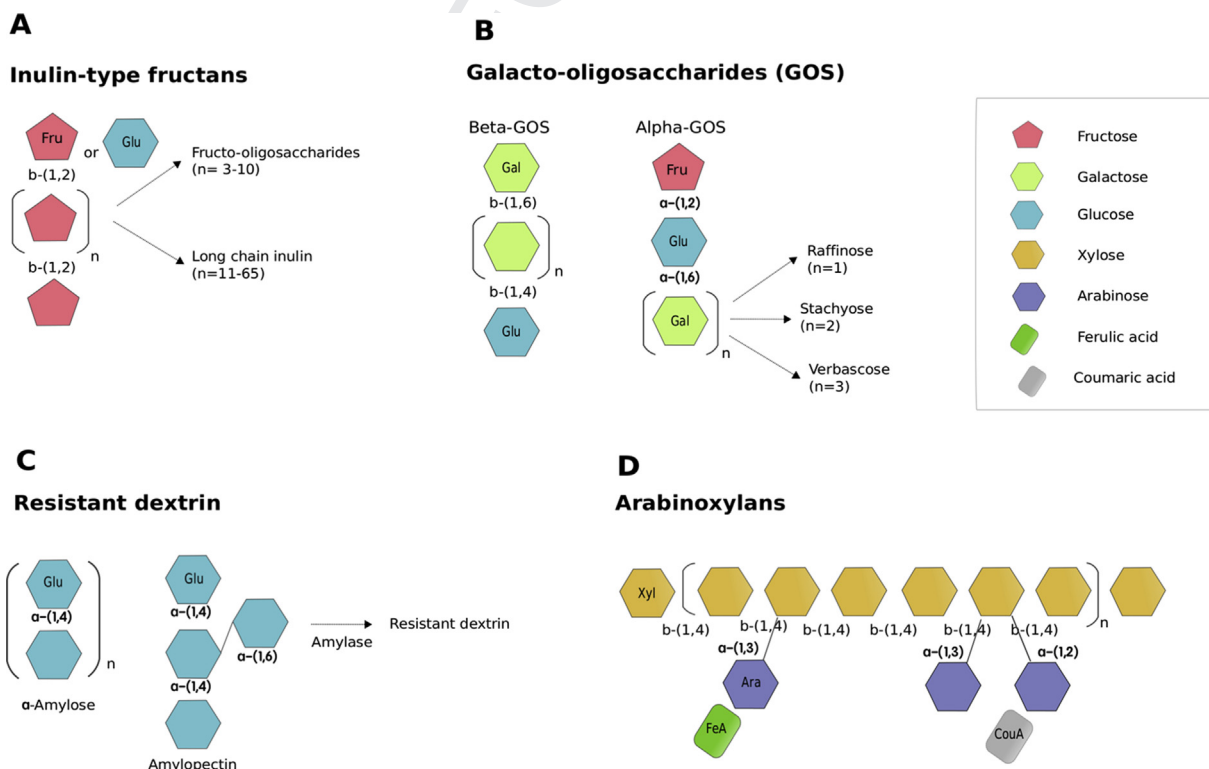 A
Inulin-type fructans
Fru
or
Glu
b-(1,2)
n
b-(1,2)
Fructo-oligosaccharides
(n= 3-10)
Long chain inulin
(n=11-65)
B
Galacto-oligosaccharides (GOS)
Beta-GOS
Gal
b-(1,6)
n
b-(1,4)
Glu
Alpha-GOS
Fru
α-(1,2)
Glu
α-(1,6)
Gal
n
Raffinose
(n=1)
Stachyose
(n=2)
Verbascose
(n=3)
Fructose
Galactose
Glucose
Xylose
Arabinose
Ferulic acid
Coumaric acid
C
Resistant dextrin
Glu
α-(1,4)
n
α-Amylose
Glu
α-(1,4)
α-(1,6)
α-(1,4)
Amylopectin
Amylase
Resistant dextrin
D
Arabinoxylans
Xyl
n
b-(1,4) b-(1,4) b-(1,4) b-(1,4) b-(1,4) b-(1,4)
α-(1,3) α-(1,3) α-(1,2)
Ara
FeA
CouA